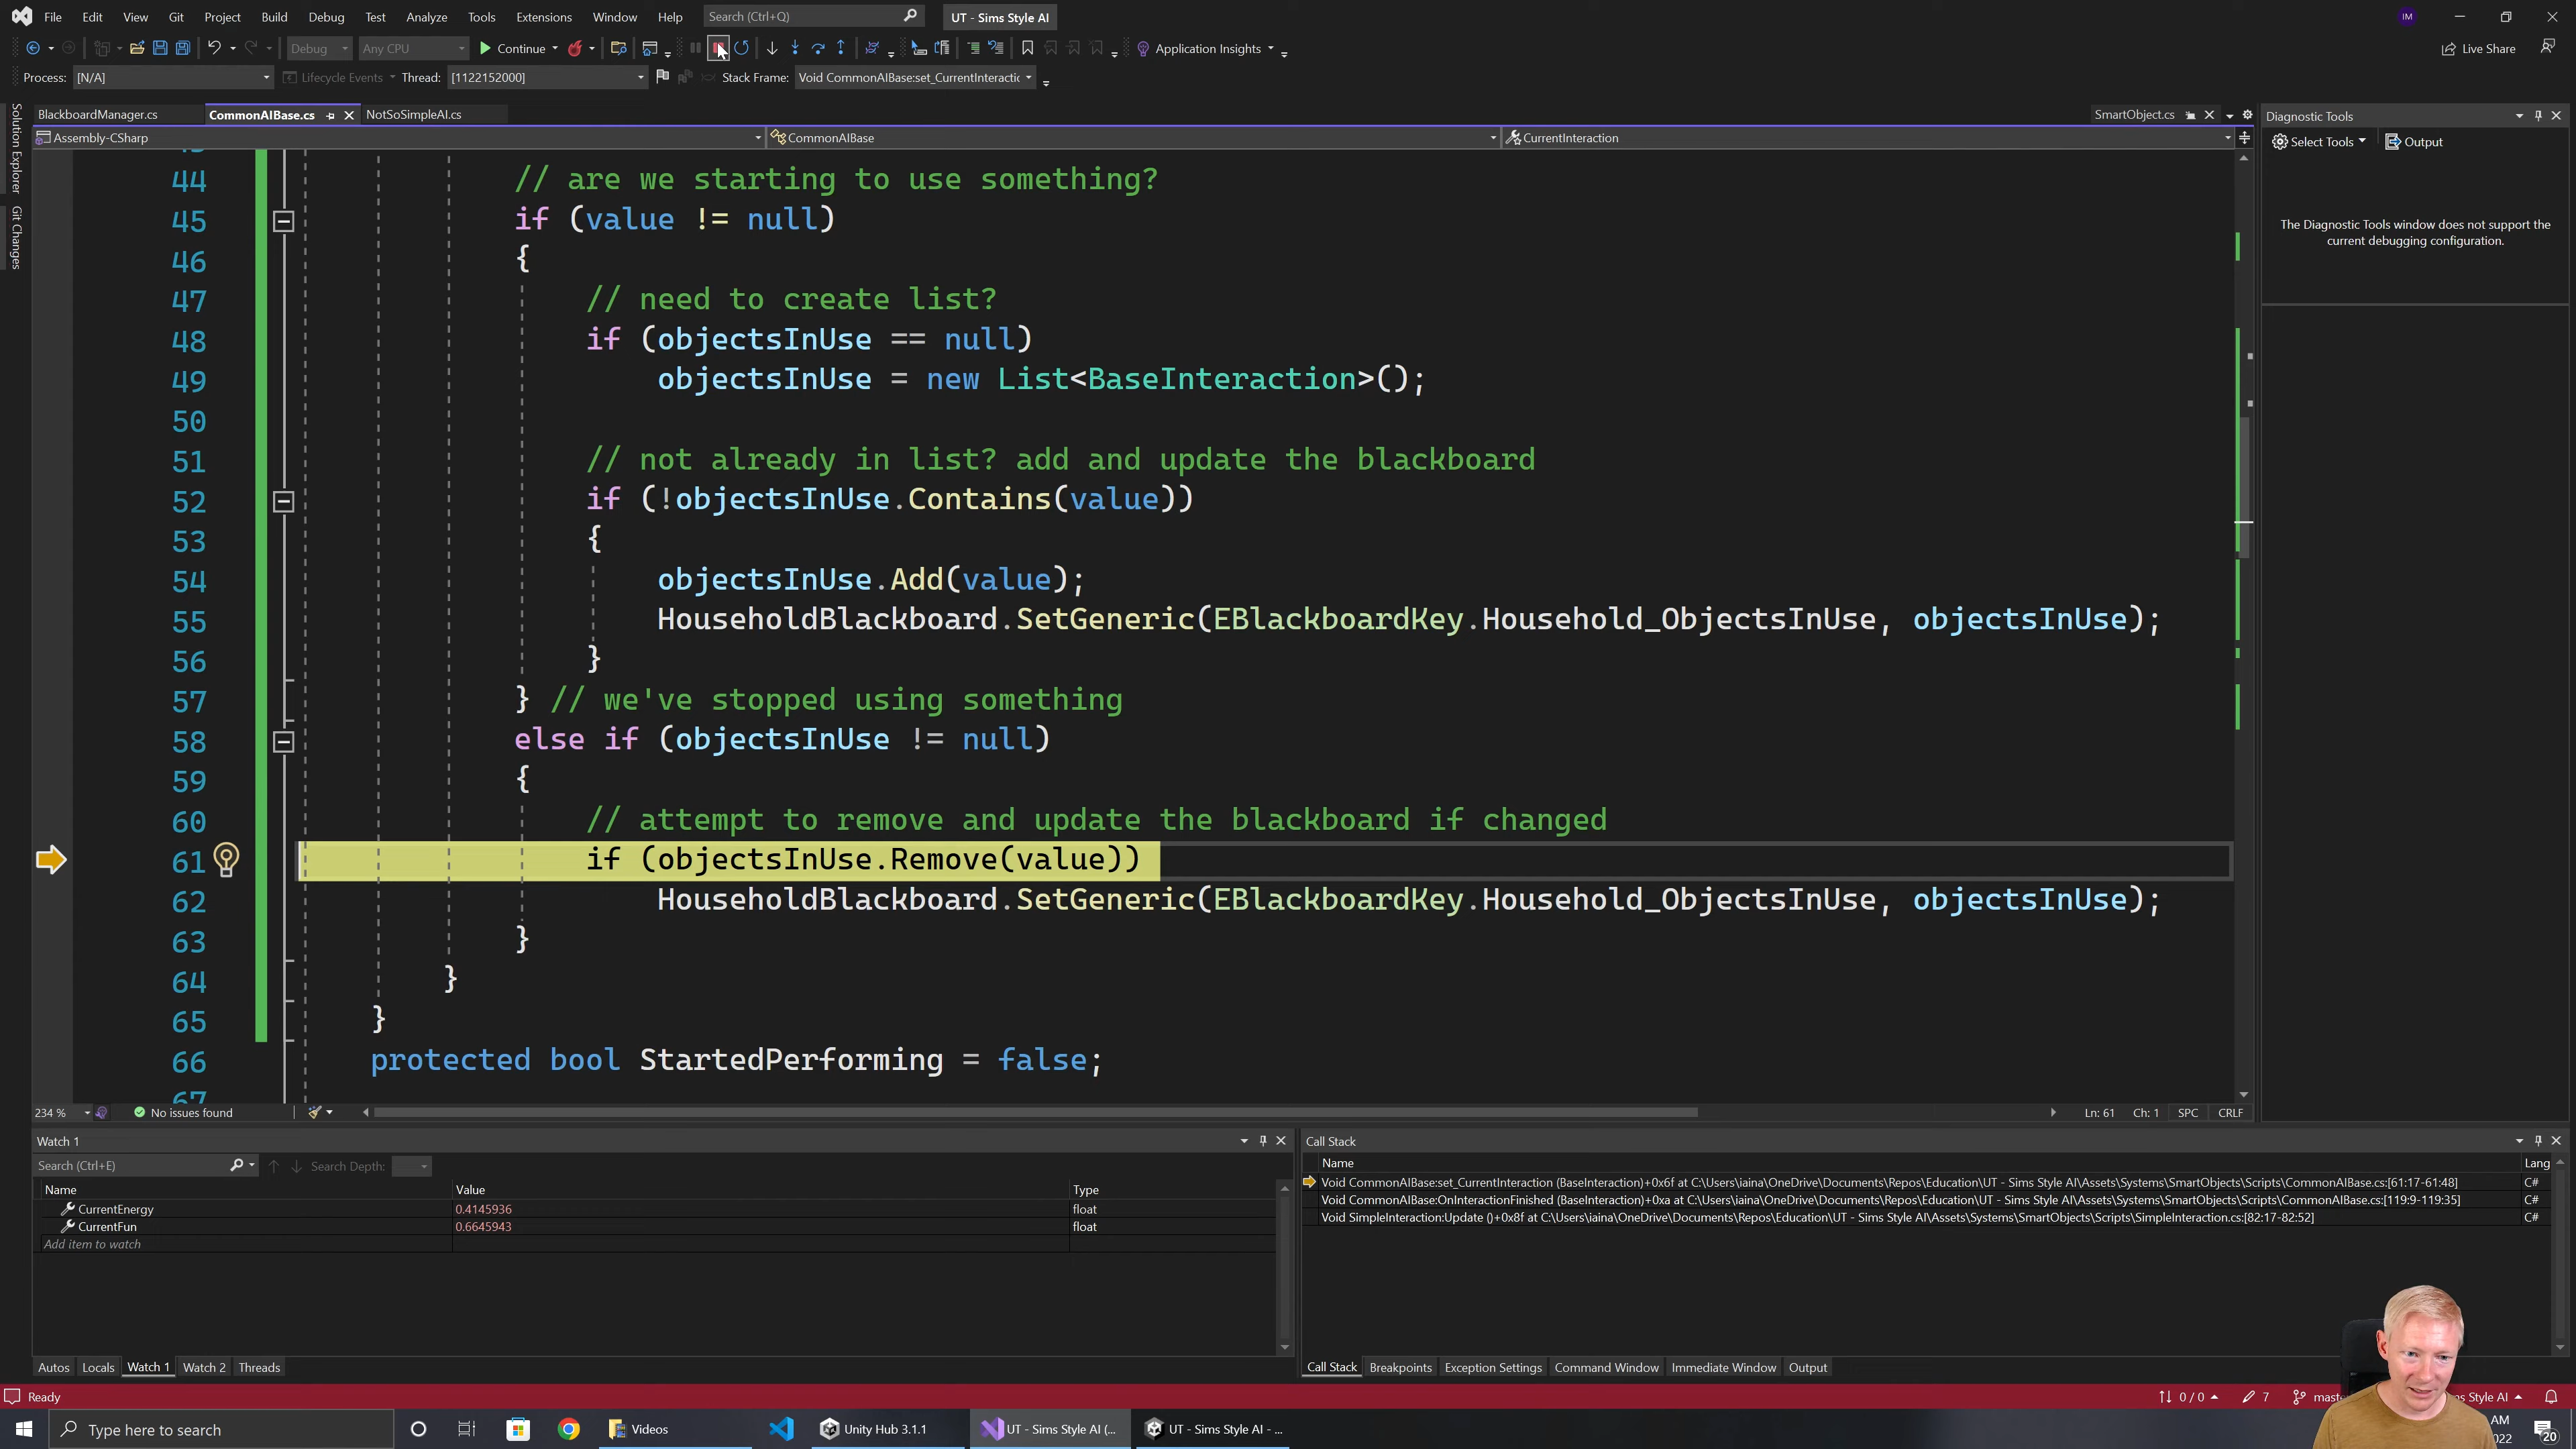 File Edit View Git Project Build Debug Test Analyze Tools Extensions Window Help Search (Ctrl+Q) UT - Sims Style AI IM
Debug Any CPU Continue Application Insights Live Share
Process: [N/A] Lifecycle Events Thread: [1122152000] Stack Frame: Void CommonAIBase:set_CurrentInteractic
BlackboardManager.cs CommonAIBase.cs NotSoSimpleAI.cs SmartObject.cs
Assembly-CSharp CommonAIBase CurrentInteraction
Solution Explorer
Git Changes
44 // are we starting to use something?
45 if (value != null)
46 {
47 // need to create list?
48 if (objectsInUse == null)
49 objectsInUse = new List<BaseInteraction>();
50
51 // not already in list? add and update the blackboard
52 if (!objectsInUse.Contains(value))
53 {
54 objectsInUse.Add(value);
55 HouseholdBlackboard.SetGeneric(EBlackboardKey.Household_ObjectsInUse, objectsInUse);
56 }
57 } // we've stopped using something
58 else if (objectsInUse != null)
59 {
60 // attempt to remove and update the blackboard if changed
61 if (objectsInUse.Remove(value))
62 HouseholdBlackboard.SetGeneric(EBlackboardKey.Household_ObjectsInUse, objectsInUse);
63 }
64 }
65 }
66 protected bool StartedPerforming = false;
67
234 % No issues found Ln: 61 Ch: 1 SPC CRLF
Diagnostic Tools
Select Tools Output
The Diagnostic Tools window does not support the
current debugging configuration.
Watch 1
Search (Ctrl+E) Search Depth:
Name Value Type
CurrentEnergy 0.4145936 float
CurrentFun 0.6645943 float
Add item to watch
Autos Locals Watch 1 Watch 2 Threads
Call Stack
Name Lang
Void CommonAIBase:set_CurrentInteraction (BaseInteraction)+0x6f at C:\Users\iaina\OneDrive\Documents\Repos\Education\UT - Sims Style AI\Assets\Systems\SmartObjects\Scripts\CommonAIBase.cs:[61:17-61:48] C#
Void CommonAIBase:OnInteractionFinished (BaseInteraction)+0xa at C:\Users\iaina\OneDrive\Documents\Repos\Education\UT - Sims Style AI\Assets\Systems\SmartObjects\Scripts\CommonAIBase.cs:[119:9-119:35] C#
Void SimpleInteraction:Update ()+0x8f at C:\Users\iaina\OneDrive\Documents\Repos\Education\UT - Sims Style AI\Assets\Systems\SmartObjects\Scripts\SimpleInteraction.cs:[82:17-82:52] C#
Call Stack Breakpoints Exception Settings Command Window Immediate Window Output
Ready 0 / 0 7 mast ms Style AI
Type here to search Videos Unity Hub 3.1.1 UT - Sims Style AI (... UT - Sims Style AI - ... AM
2022 20